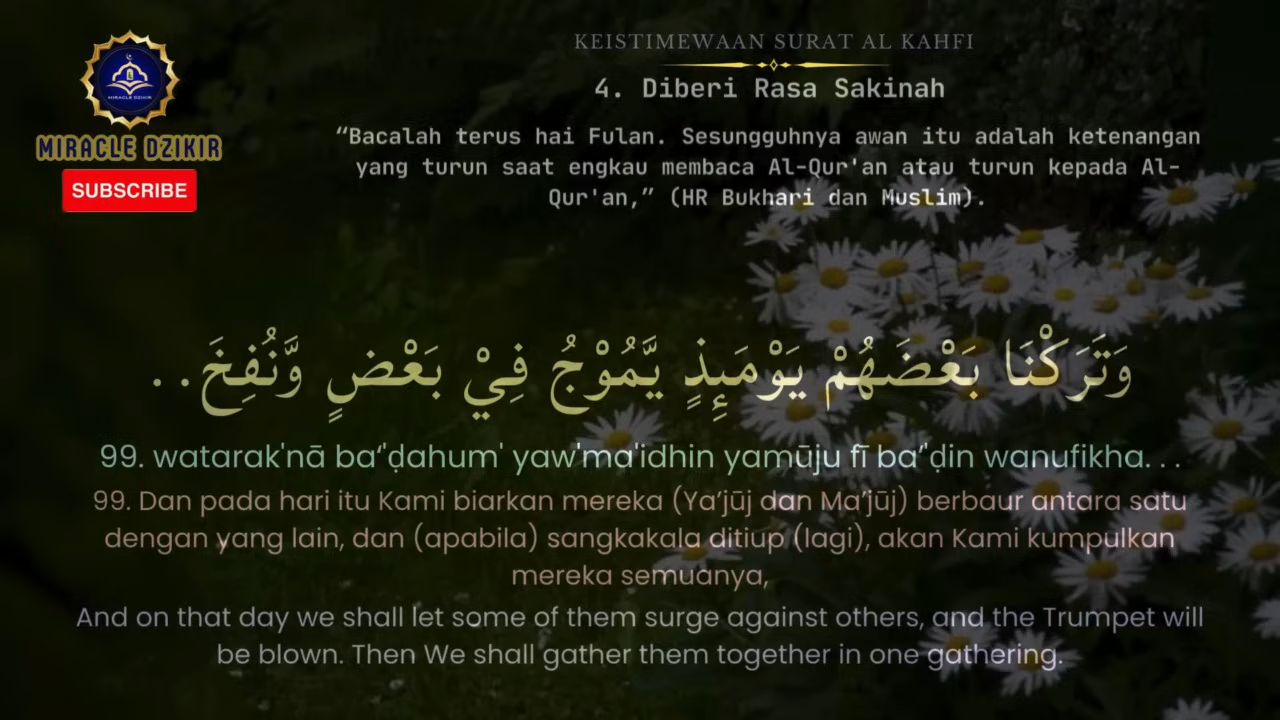 KEISTIMEWAAN SURAT AL KAHFI
4. Diberi Rasa Sakinah
“Bacalah terus hai Fulan. Sesungguhnya awan itu adalah ketenangan
yang turun saat engkau membaca Al-Qur'an atau turun kepada Al-
Qur'an,” (HR Bukhari dan Muslim).
MIRACLE DZIKIR
MIRACLE DZIKIR
SUBSCRIBE
وَتَرَكْنَا بَعْضَهُمْ يَوْمَىِٕذٍ يَّمُوْجُ فِيْ بَعْضٍ وَّنُفِخَ. .
99. watarak'nā ba‘'ḍahum' yaw'ma'idhin yamūju fī ba‘'ḍin wanufikha. . .
99. Dan pada hari itu Kami biarkan mereka (Ya’jūj dan Ma’jūj) berbaur antara satu
dengan yang lain, dan (apabila) sangkakala ditiup (lagi), akan Kami kumpulkan
mereka semuanya,
And on that day we shall let some of them surge against others, and the Trumpet will
be blown. Then We shall gather them together in one gathering.